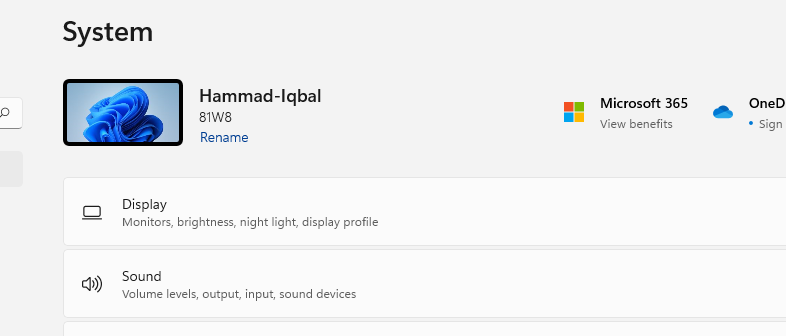 System
Hammad-Iqbal
81W8
Rename
Microsoft 365
View benefits
OneD
• Sign
Display
Monitors, brightness, night light, display profile
Sound
Volume levels, output, input, sound devices